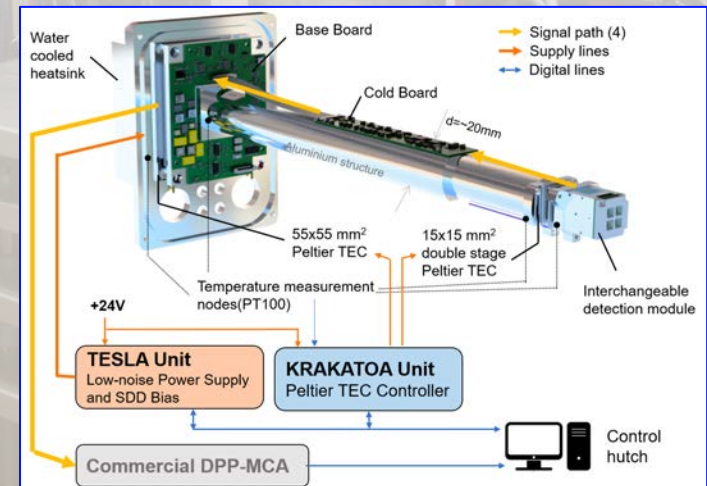 Water
cooled
heatsink
Base Board
Signal path (4)
Supply lines
Digital lines
Cold Board
d=~20mm
Aluminium structure
55x55 mm²
Peltier TEC
15x15 mm²
double stage
Peltier TEC
Temperature measurement
nodes(PT100)
Interchangeable
detection module
+24V
TESLA Unit
Low-noise Power Supply
and SDD Bias
KRAKATOA Unit
Peltier TEC Controller
Control
hutch
Commercial DPP-MCA